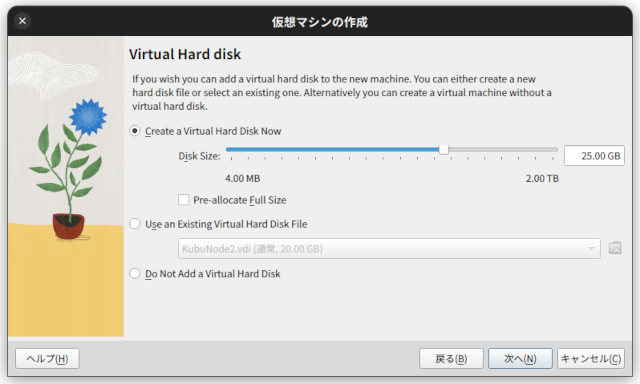 仮想マシンの作成
Virtual Hard disk
If you wish you can add a virtual hard disk to the new machine. You can either create a new
hard disk file or select an existing one. Alternatively you can create a virtual machine without a
virtual hard disk.
Create a Virtual Hard Disk Now
Disk Size:
25.00 GB
4.00 MB
2.00 TB
Pre-allocate Full Size
Use an Existing Virtual Hard Disk File
KubuNode2.vdi (通常, 20.00 GB)
Do Not Add a Virtual Hard Disk
ヘルプ(H)
戻る(B)
次へ(N)
キャンセル(C)